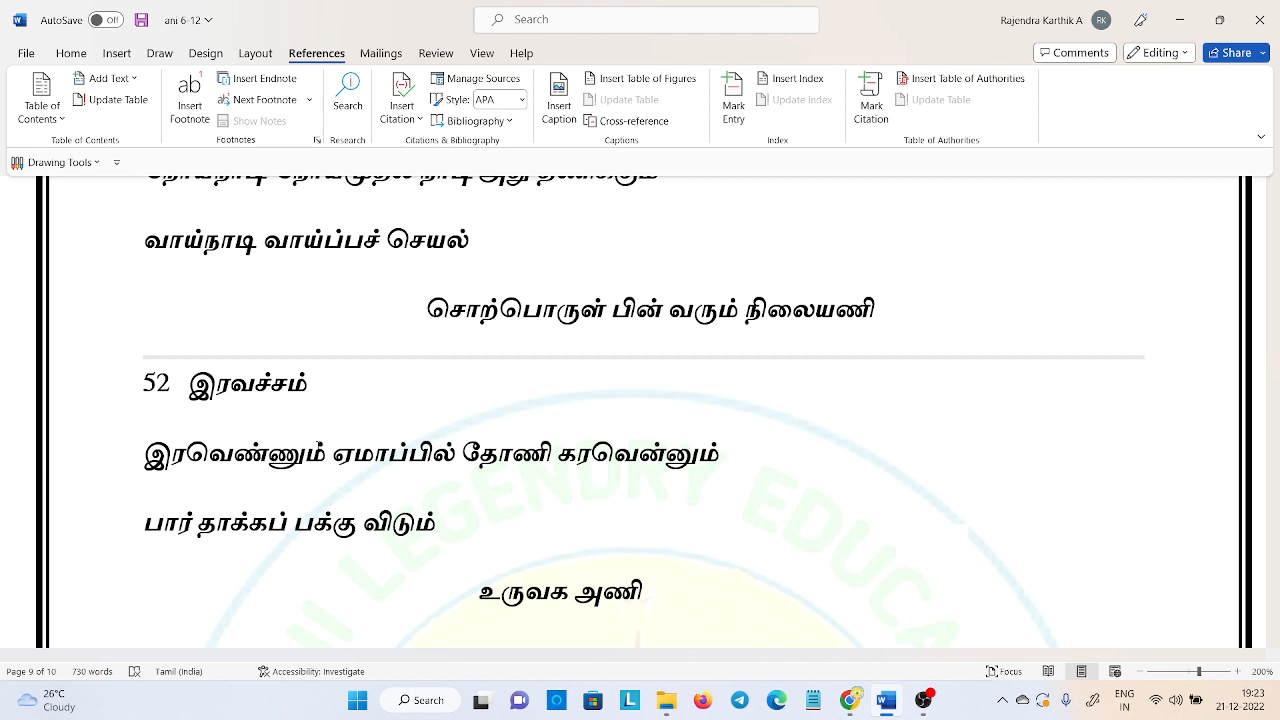 AutoSave Off Search Rajendra Karthik A RK
File Home Insert Draw Design Layout References Mailings Review View Help Comments Editing Share
Table of Contents Add Text Update Table Insert Footnote Insert Endnote Next Footnote Show Notes Search Insert Citation Manage Sources Style: APA Bibliography Insert Caption Insert Table of Figures Update Table Cross-reference Mark Entry Insert Index Update Index Mark Citation Insert Table of Authorities Update Table
Table of Contents Footnotes Research Citations & Bibliography Captions Index Table of Authorities
Drawing Tools
நோய்நாடி நோய்முதல் நாடி அது தணிக்கும்
வாய்நாடி வாய்ப்பச் செயல்
சொற்பொருள் பின் வரும் நிலையணி
52 இரவச்சம்
இரவெண்ணும் ஏமாப்பில் தோணி கரவென்னும்
பார் தாக்கப் பக்கு விடும்
உருவக அணி
LEGENDRY
Page 9 of 10 730 words Tamil (India) Accessibility: Investigate Focus 200%
26°C Cloudy Search ENG IN 19:23 21-12-2022